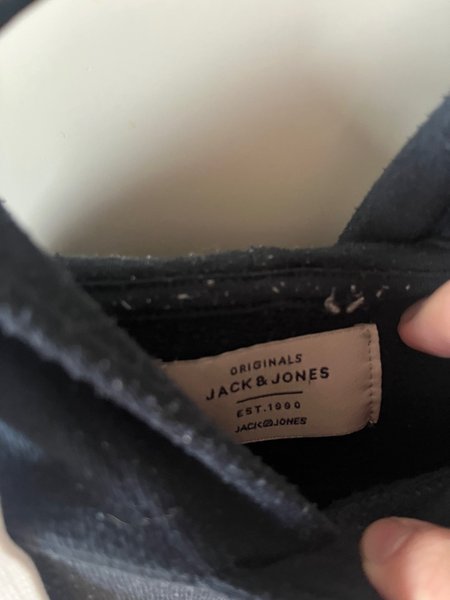 ORIGINALS
JACK & JONES
EST.1990
JACK & JONES